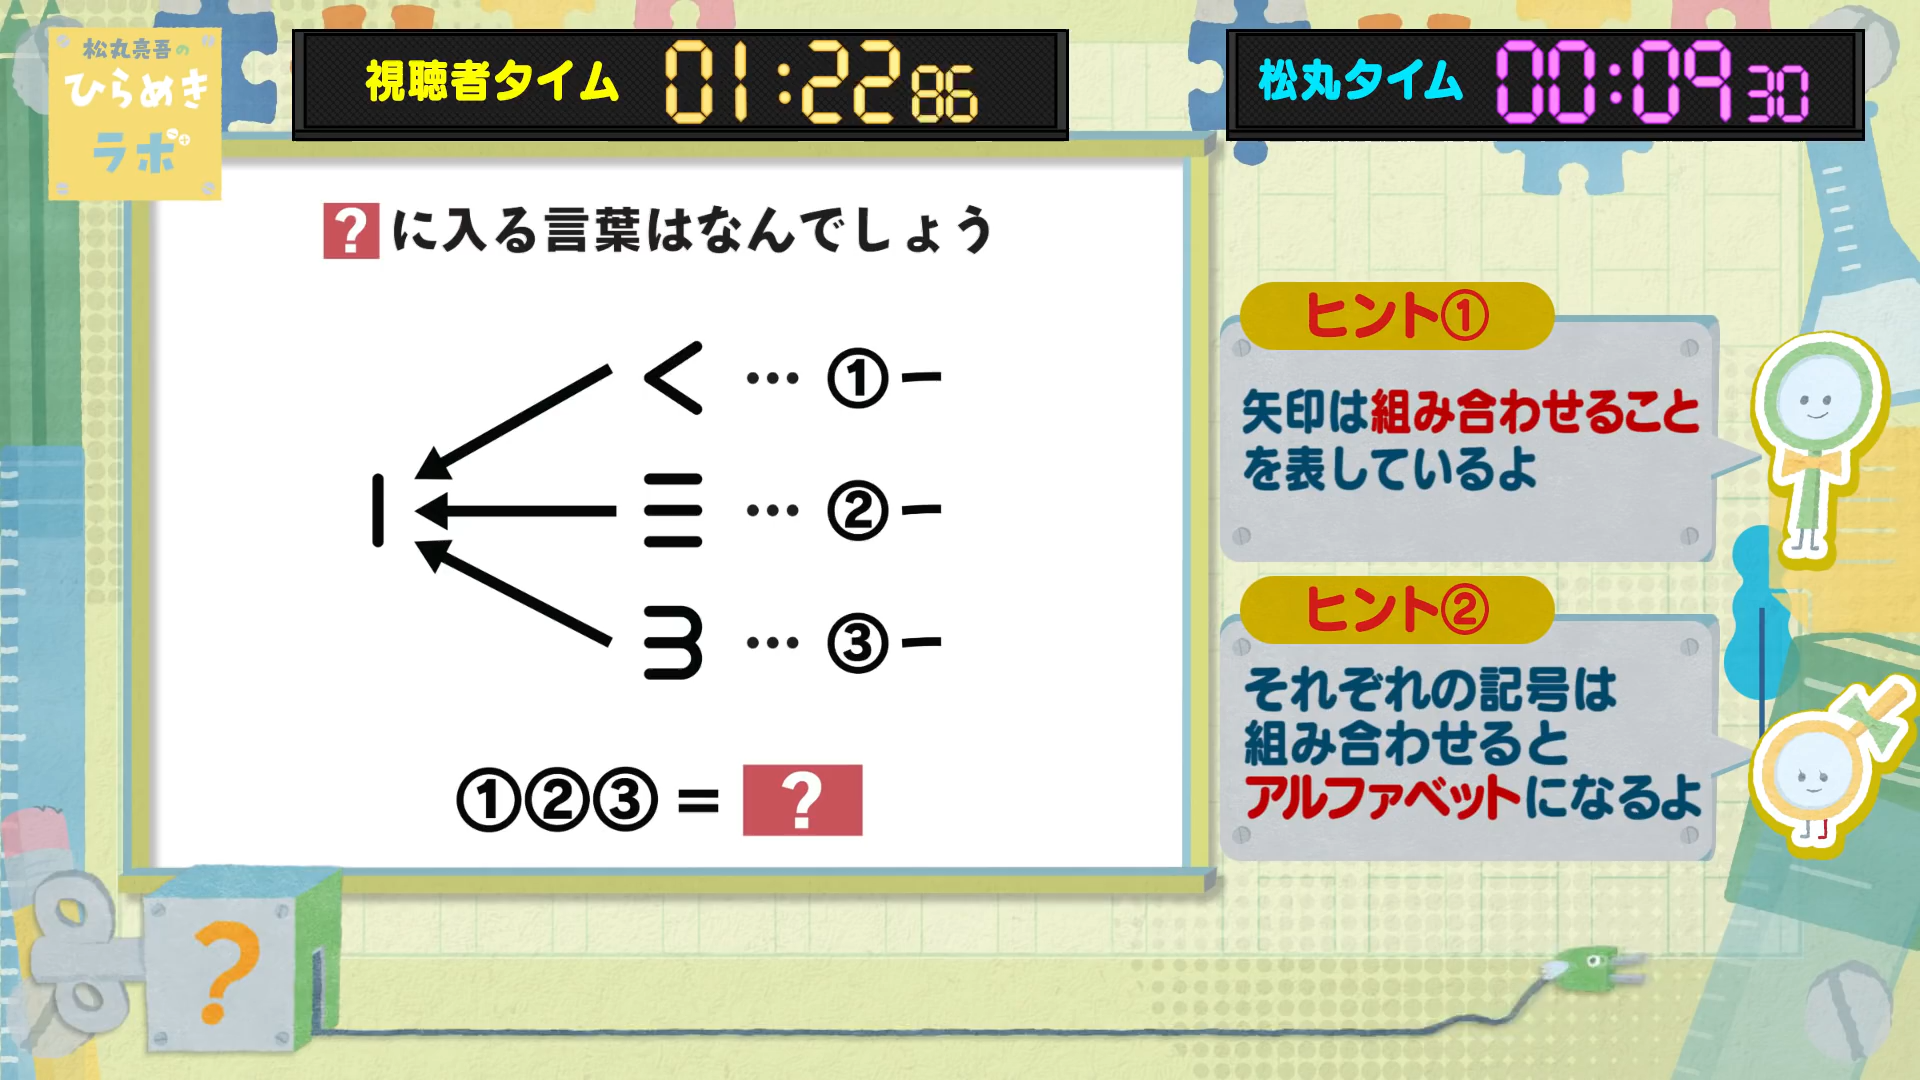 松丸亮吾の
ひらめき
ラボ
視聴者タイム 01:22 86
松丸タイム 00:09 30
?に入る言葉はなんでしょう
く … ①ー
三 … ②ー
ヨ … ③ー
|
①②③ = ?
ヒント①
矢印は組み合わせること
を表しているよ
ヒント②
それぞれの記号は
組み合わせると
アルファベットになるよ
?